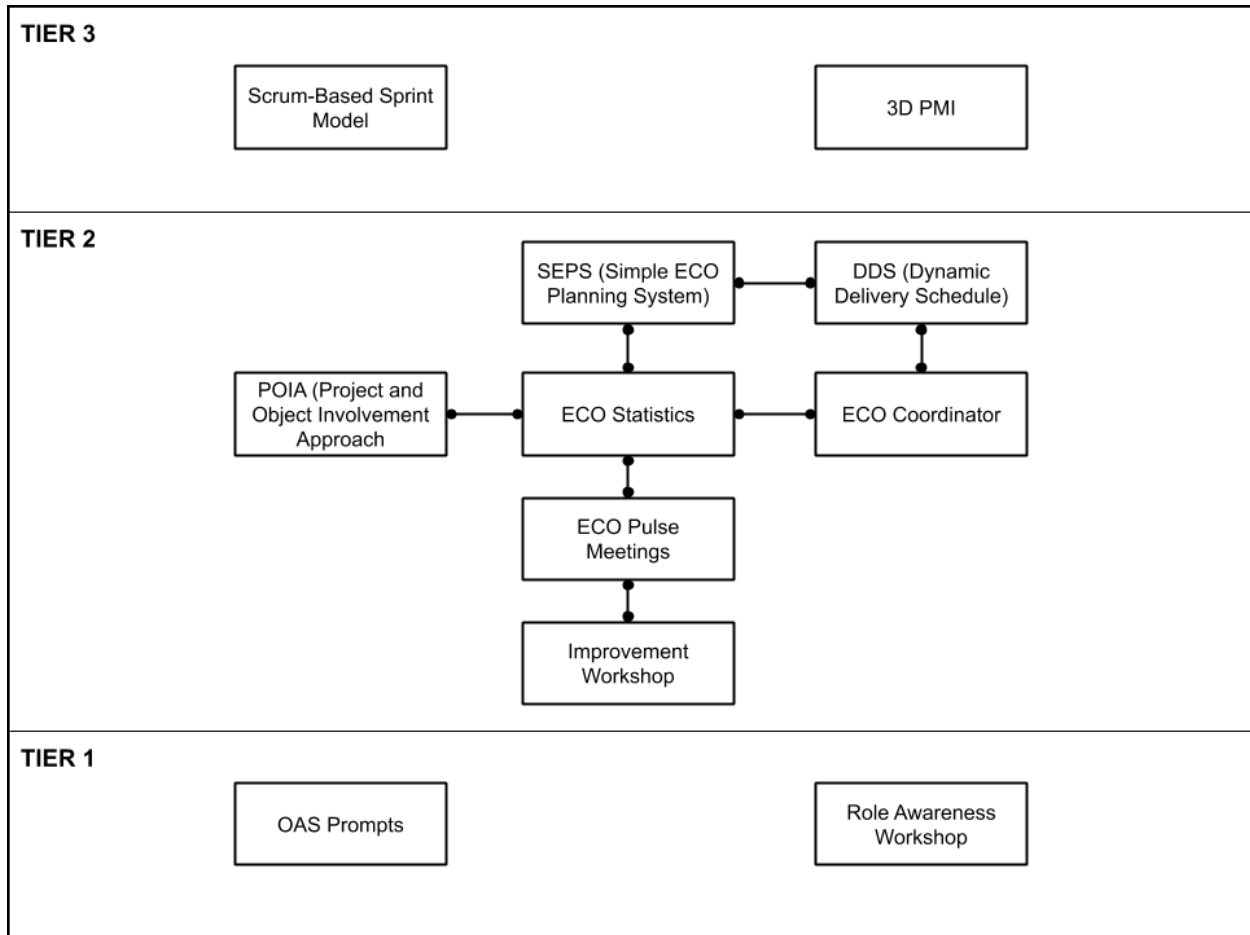 TIER 3
Scrum-Based Sprint
Model
3D PMI
TIER 2
SEPS (Simple ECO
Planning System)
DDS (Dynamic
Delivery Schedule)
POIA (Project and
Object Involvement
Approach
ECO Statistics
ECO Coordinator
ECO Pulse
Meetings
Improvement
Workshop
TIER 1
OAS Prompts
Role Awareness
Workshop